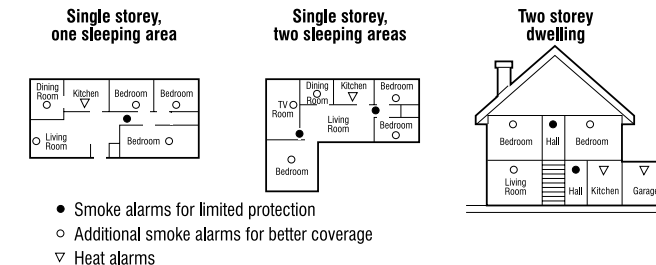 Single storey,
one sleeping area
Dining
Room
Kitchen
Bedroom
Bedroom
Living
Room
Bedroom
Single storey,
two sleeping areas
Dining
Room
Kitchen
Bedroom
TV
Room
Living
Room
Bedroom
Bedroom
Two storey
dwelling
Bedroom
Hall
Bedroom
Living
Room
Hall
Kitchen
Garage
Smoke alarms for limited protection
Additional smoke alarms for better coverage
Heat alarms